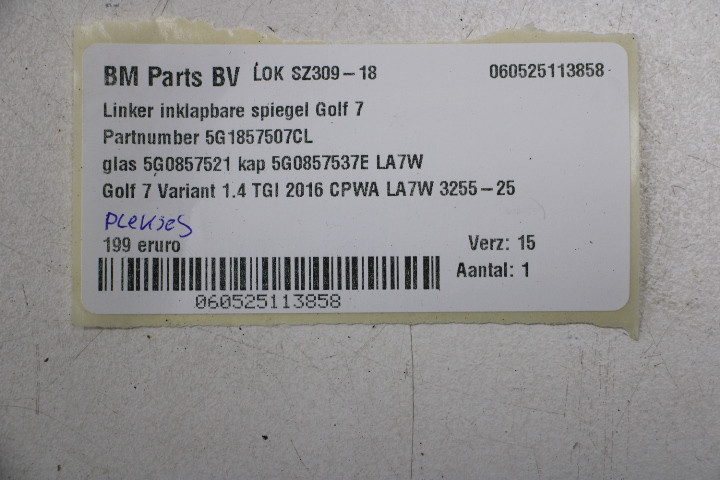 BM Parts BV LOK SZ309-18 060525113858
Linker inklapbare spiegel Golf 7
Partnumber 5G1857507CL
glas 5G0857521 kap 5G0857537E LA7W
Golf 7 Variant 1.4 TGI 2016 CPWA LA7W 3255-25
PLEKJES
199 eruro Verz: 15
Aantal: 1
060525113858